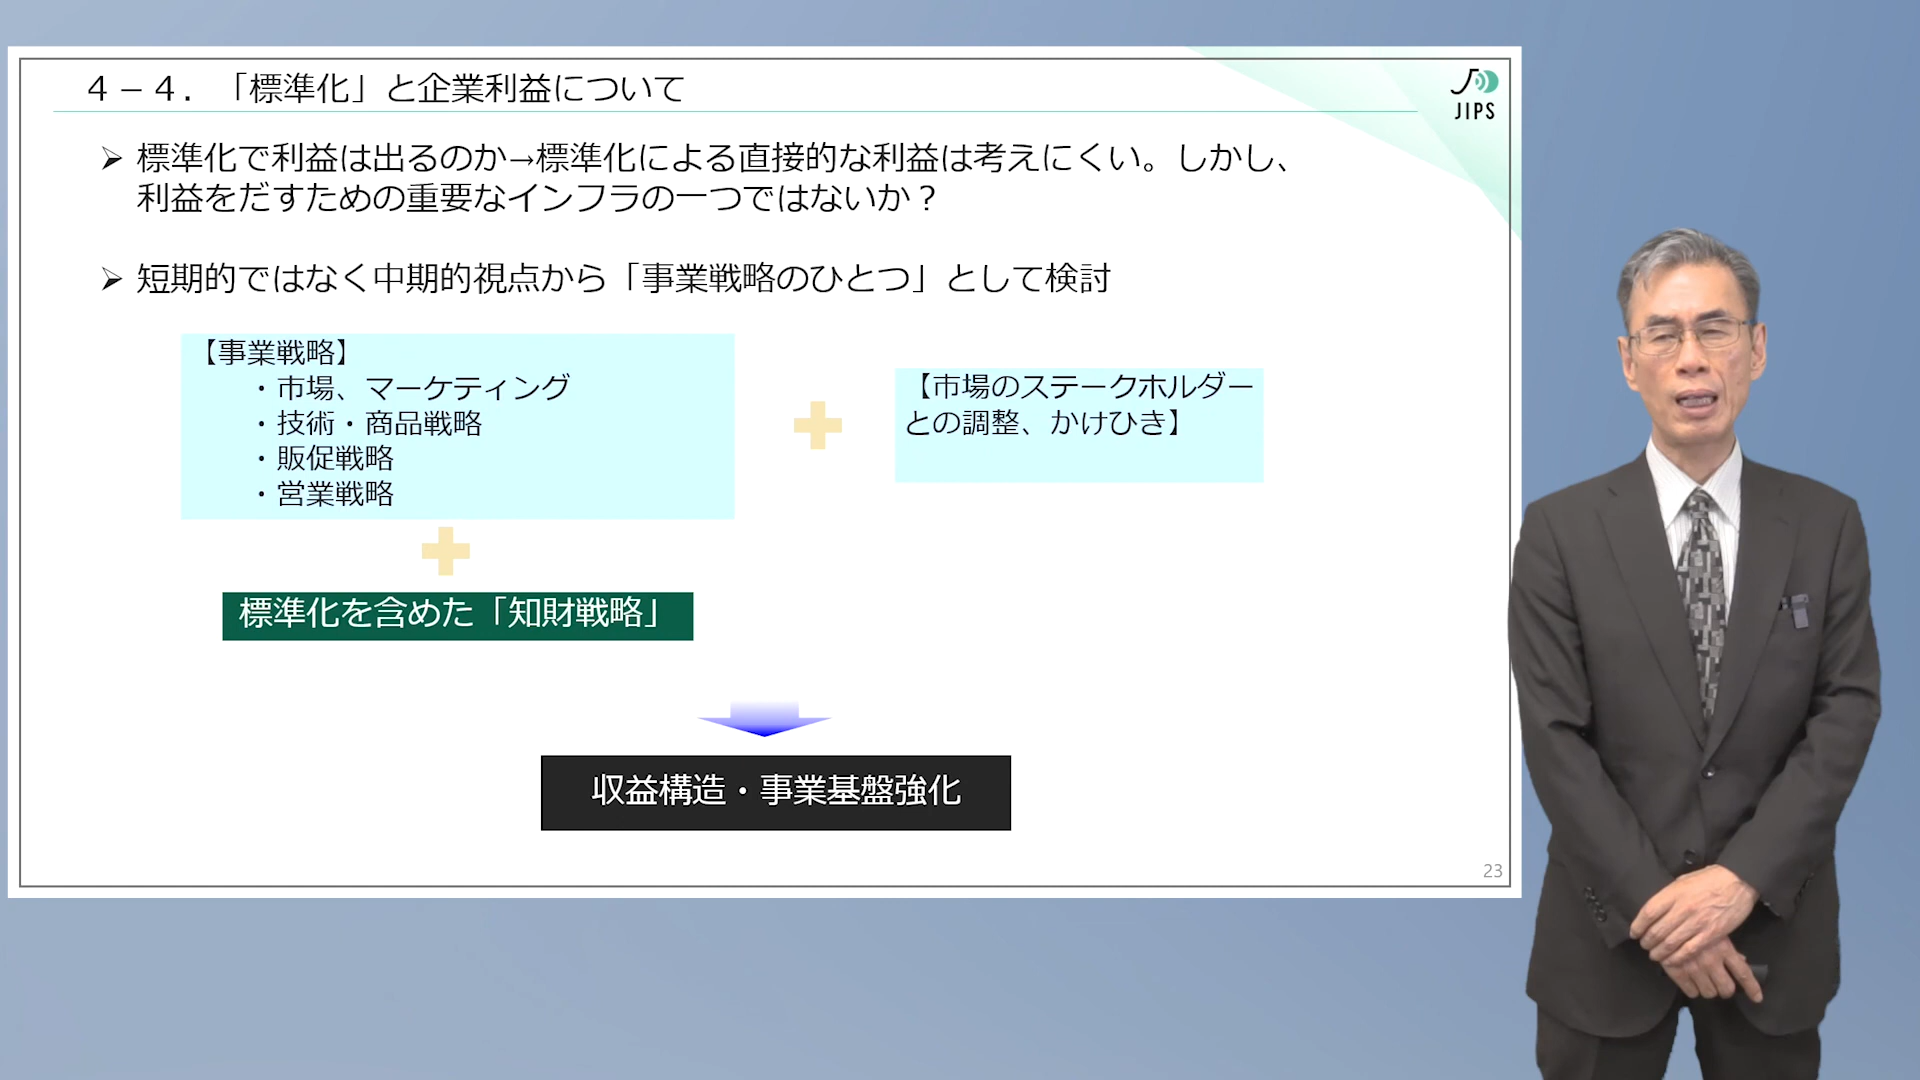 ４－４．「標準化」と企業利益について
JIPS
➢ 標準化で利益は出るのか→標準化による直接的な利益は考えにくい。しかし、
利益をだすための重要なインフラの一つではないか？
➢ 短期的ではなく中期的視点から「事業戦略のひとつ」として検討
【事業戦略】
・市場、マーケティング
・技術・商品戦略
・販促戦略
・営業戦略
【市場のステークホルダー
との調整、かけひき】
標準化を含めた「知財戦略」
収益構造・事業基盤強化
23